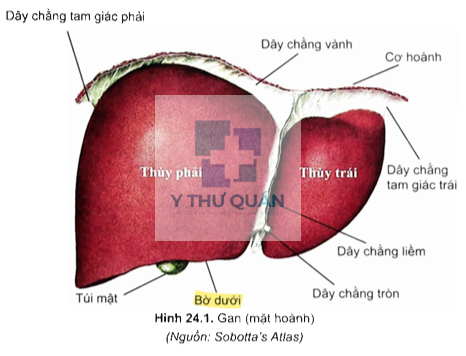 Dây chằng tam giác phải
Dây chằng vành
Cơ hoành
Thùy phải
Thùy trái
Y THƯ QUÁN
Dây chằng
tam giác trái
Dây chằng liềm
Dây chằng tròn
Túi mật
Bờ dưới
Hình 24.1. Gan (mặt hoành)
(Nguồn: Sobotta's Atlas)